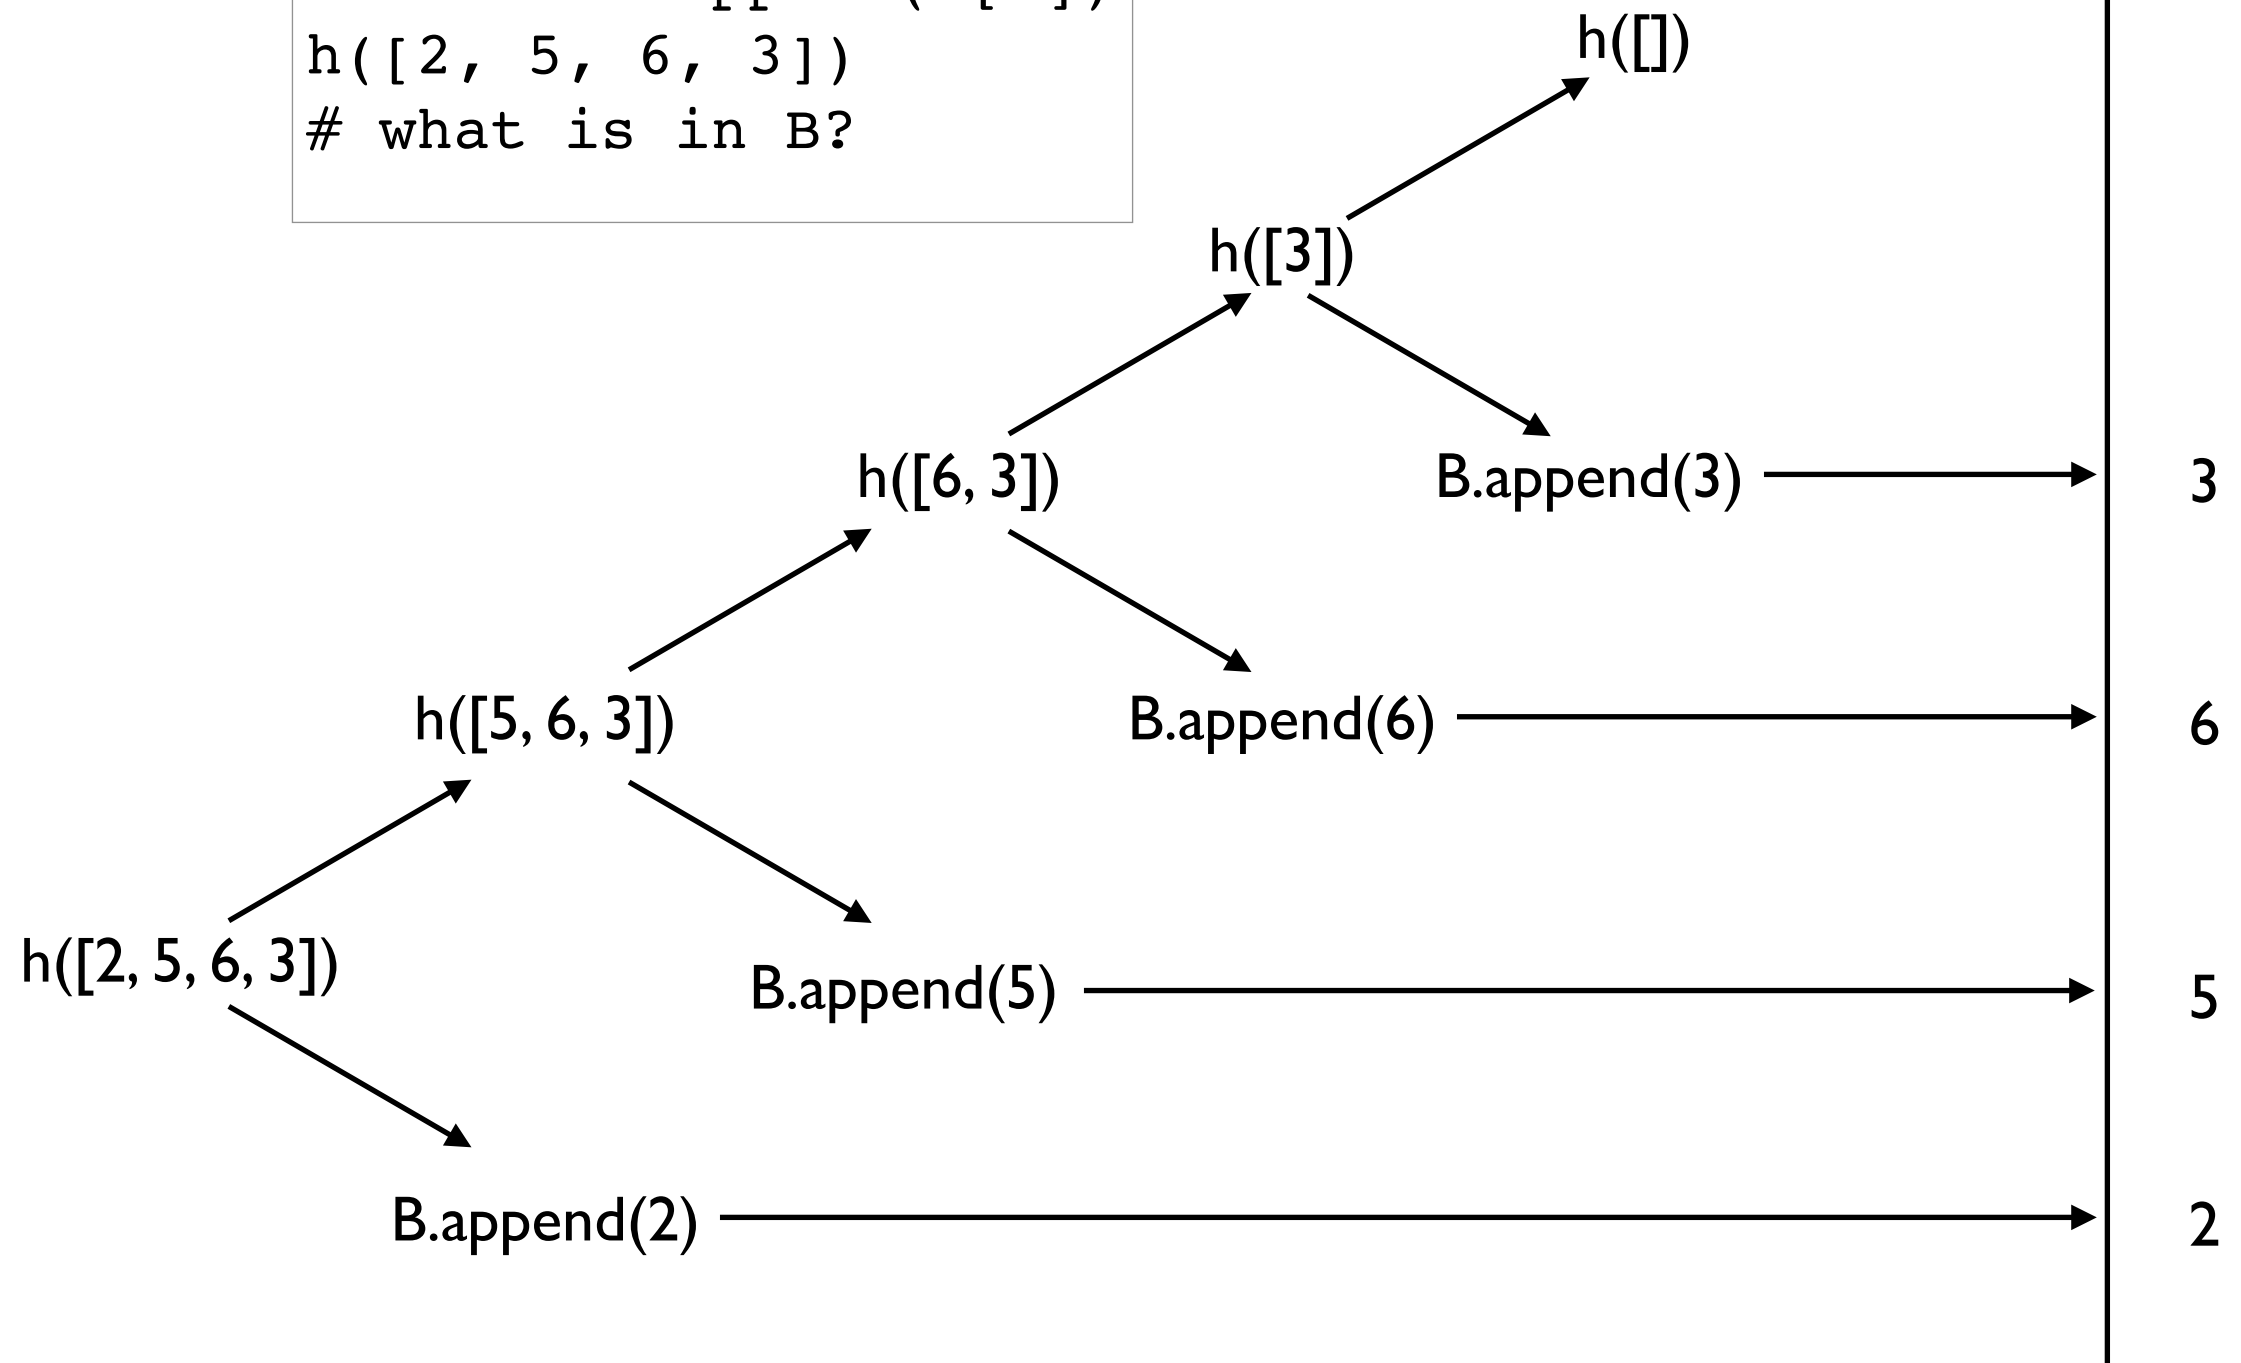 h([2, 5, 6, 3])
# what is in B?
h([])
h([3])
h([6, 3])
B.append(3)
3
h([5, 6, 3])
B.append(6)
6
h([2, 5, 6, 3])
B.append(5)
5
B.append(2)
2